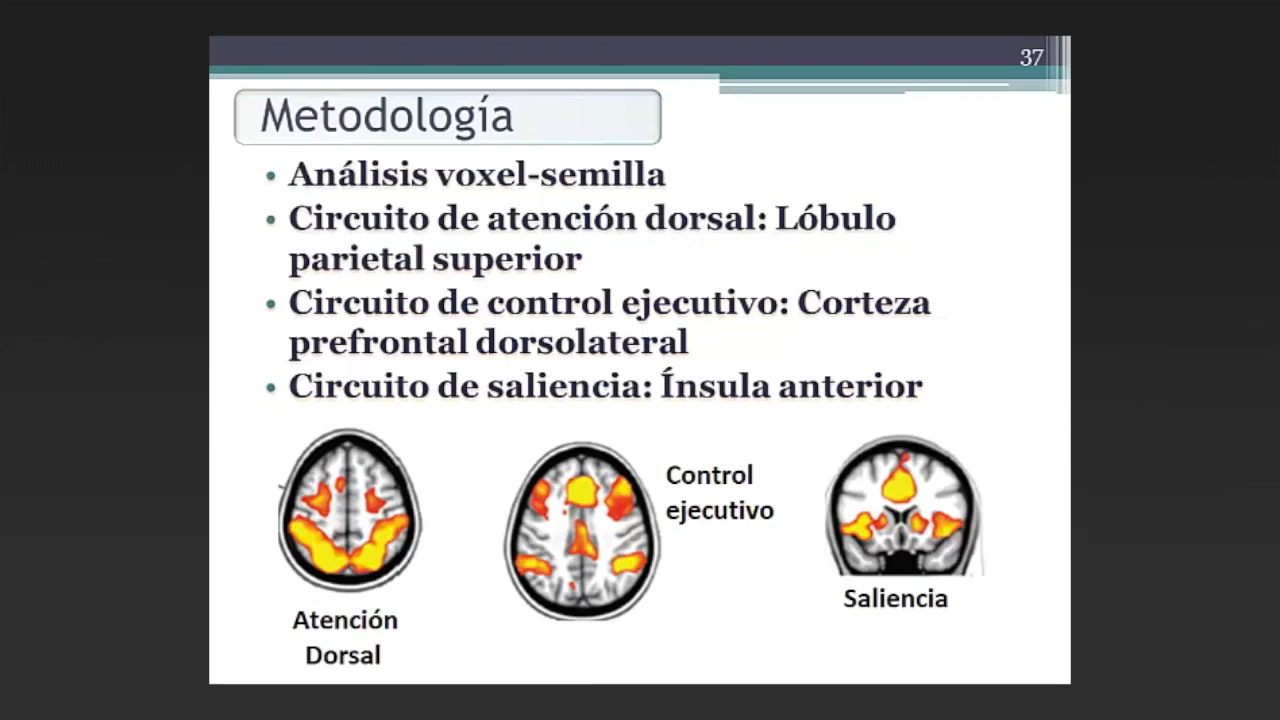 37
Metodología
• Análisis voxel-semilla
• Circuito de atención dorsal: Lóbulo
parietal superior
• Circuito de control ejecutivo: Corteza
prefrontal dorsolateral
• Circuito de saliencia: Ínsula anterior
Atención
Dorsal
Control
ejecutivo
Saliencia